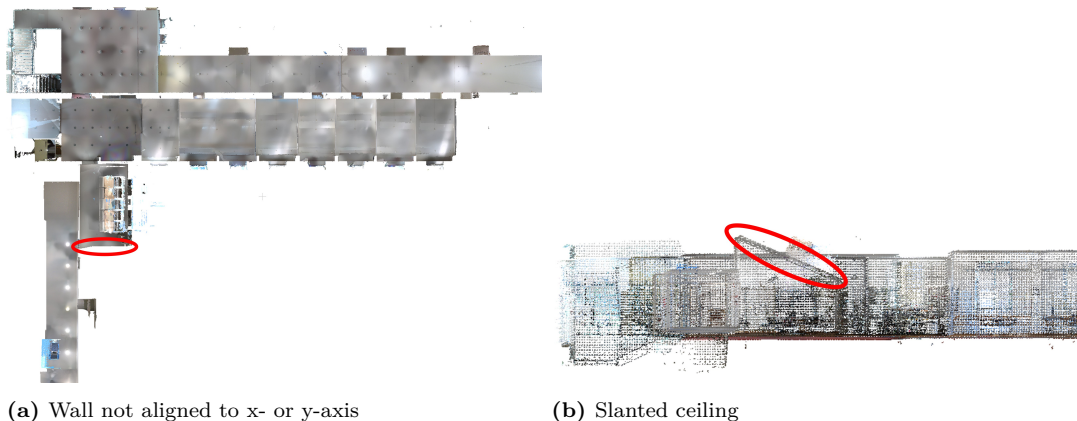 (a) Wall not aligned to x- or y-axis
(b) Slanted ceiling